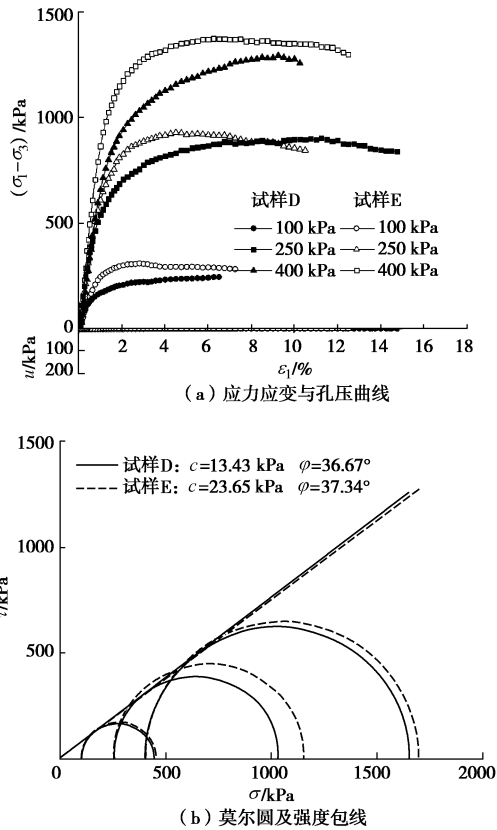 1500
1000
500
0
100
200
(σ₁−σ₃)/kPa
u/kPa
试样D 试样E
100 kPa 100 kPa
250 kPa 250 kPa
400 kPa 400 kPa
2 4 6 8 10 12 14 16 18
ε₁/%
(a) 应力应变与孔压曲线
1500
试样D: c=13.43 kPa φ=36.67°
试样E: c=23.65 kPa φ=37.34°
1000
500
/kPa
0 500 1000 1500 2000
σ/kPa
(b) 莫尔圆及强度包线